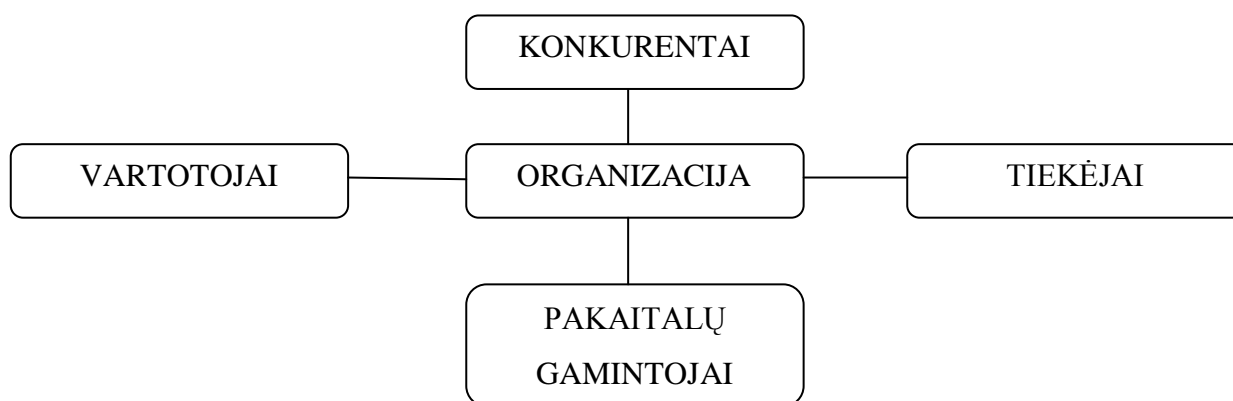 KONKURENTAI
VARTOTOJAI
ORGANIZACIJA
TIEKĖJAI
PAKAITALŲ
GAMINTOJAI